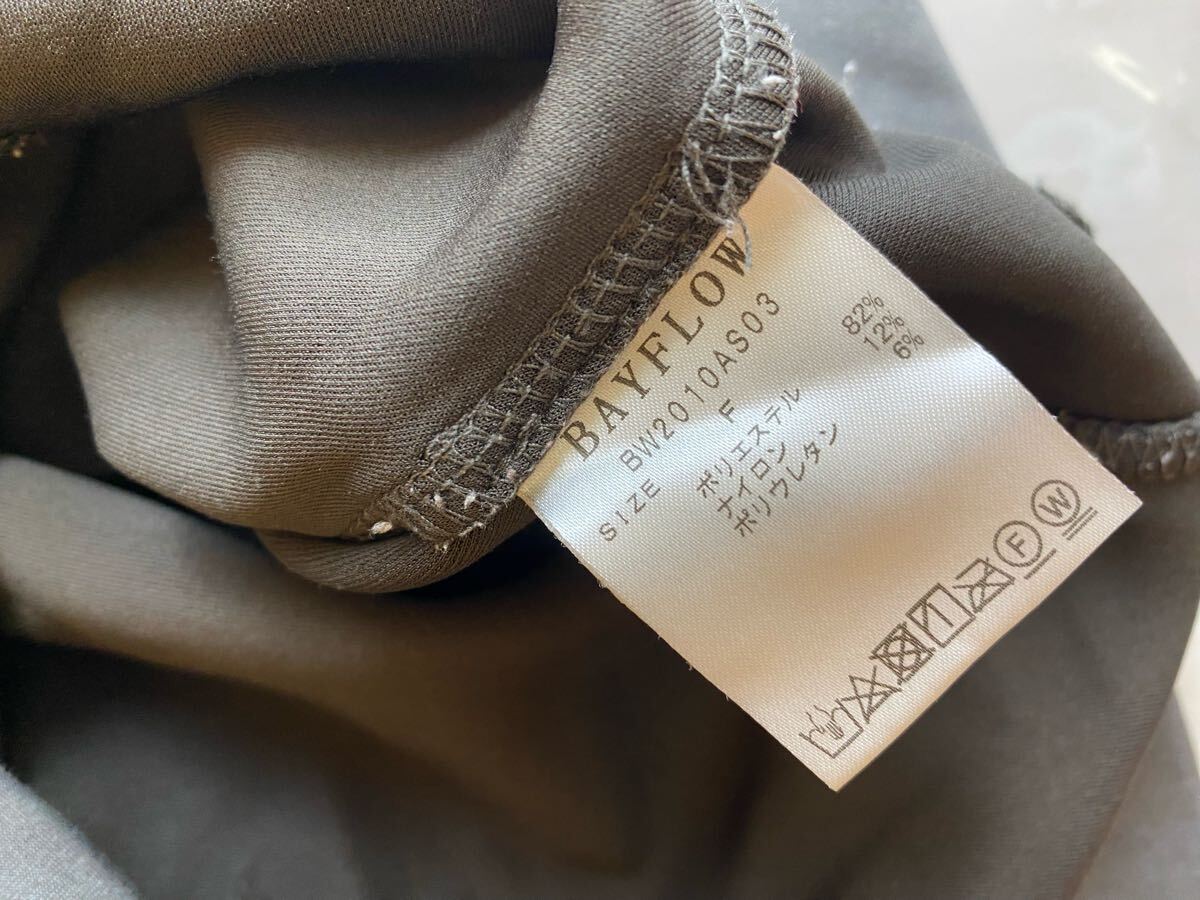 BAYFLOW
BW2010AS03
SIZE F
ポリエステル 82%
ナイロン 12%
ポリウレタン 6%
F W